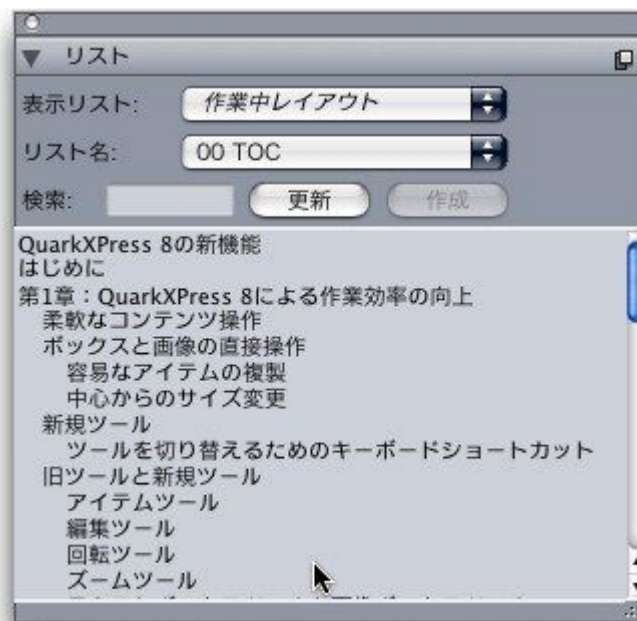 リスト
表示リスト: 作業中レイアウト
リスト名: 00 TOC
検索: 更新 作成
QuarkXPress 8の新機能
はじめに
第1章：QuarkXPress 8による作業効率の向上
柔軟なコンテンツ操作
ボックスと画像の直接操作
容易なアイテムの複製
中心からのサイズ変更
新規ツール
ツールを切り替えるためのキーボードショートカット
旧ツールと新規ツール
アイテムツール
編集ツール
回転ツール
ズームツール